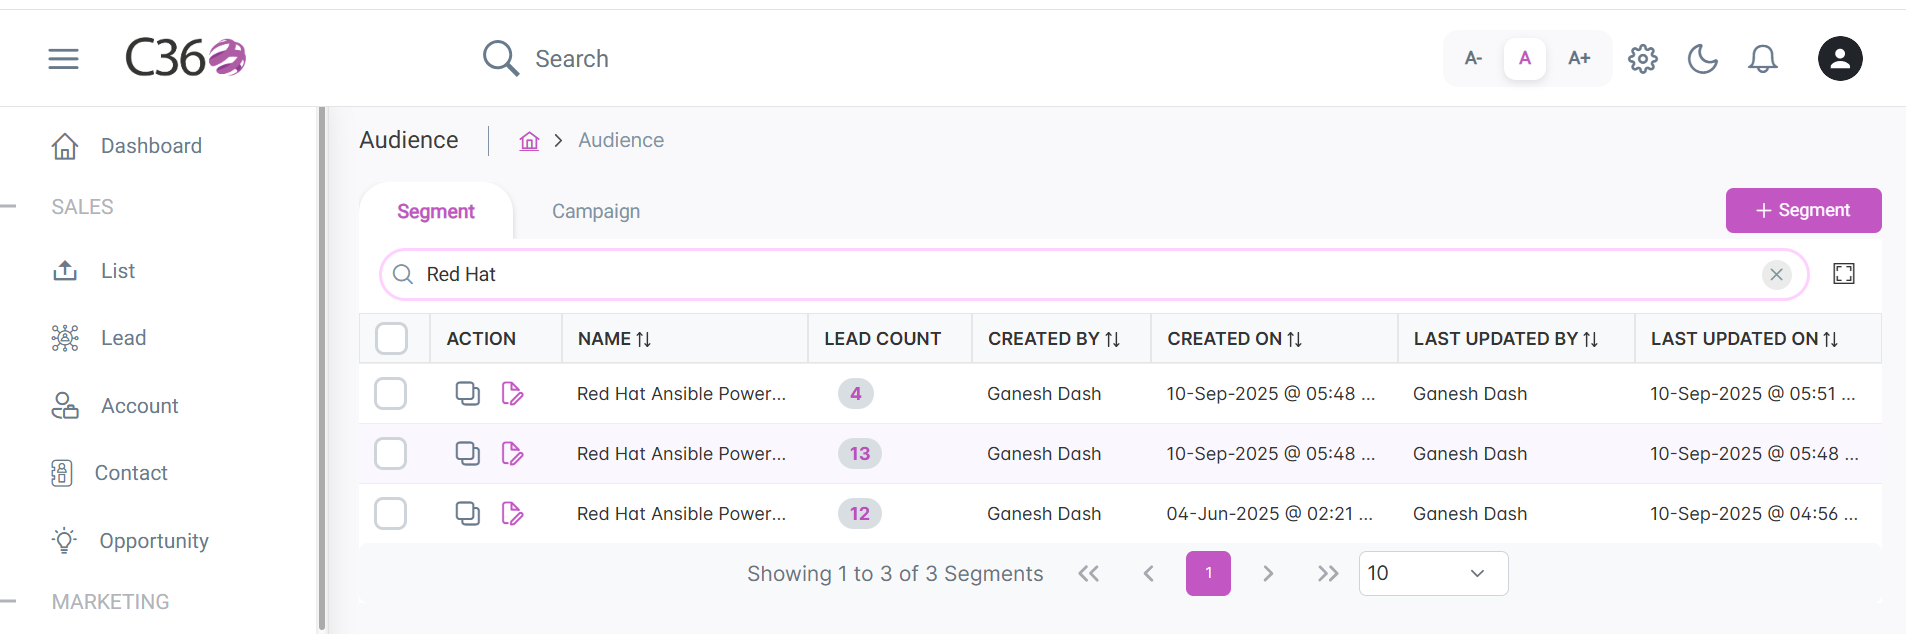 C360
Search
A- A A+
Dashboard
SALES
List
Lead
Account
Contact
Opportunity
MARKETING
Audience
Audience
Segment
Campaign
+ Segment
Red Hat
ACTION NAME LEAD COUNT CREATED BY CREATED ON LAST UPDATED BY LAST UPDATED ON
Red Hat Ansible Power... 4 Ganesh Dash 10-Sep-2025 @ 05:48 ... Ganesh Dash 10-Sep-2025 @ 05:51 ...
Red Hat Ansible Power... 13 Ganesh Dash 10-Sep-2025 @ 05:48 ... Ganesh Dash 10-Sep-2025 @ 05:48 ...
Red Hat Ansible Power... 12 Ganesh Dash 04-Jun-2025 @ 02:21 ... Ganesh Dash 10-Sep-2025 @ 04:56 ...
Showing 1 to 3 of 3 Segments 1 10